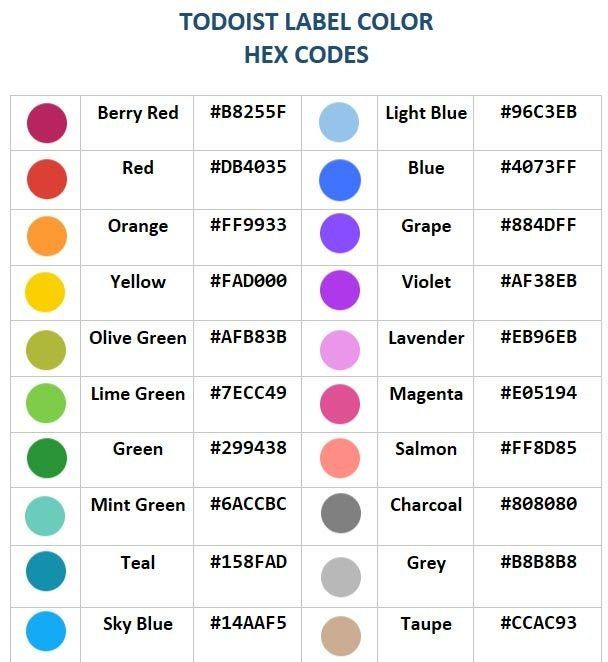 TODOIST LABEL COLOR
HEX CODES
Berry Red #B8255F Light Blue #96C3EB
Red #DB4035 Blue #4073FF
Orange #FF9933 Grape #884DFF
Yellow #FAD000 Violet #AF38EB
Olive Green #AFB83B Lavender #EB96EB
Lime Green #7ECC49 Magenta #E05194
Green #299438 Salmon #FF8D85
Mint Green #6ACCBC Charcoal #808080
Teal #158FAD Grey #B8B8B8
Sky Blue #14AAF5 Taupe #CCAC93